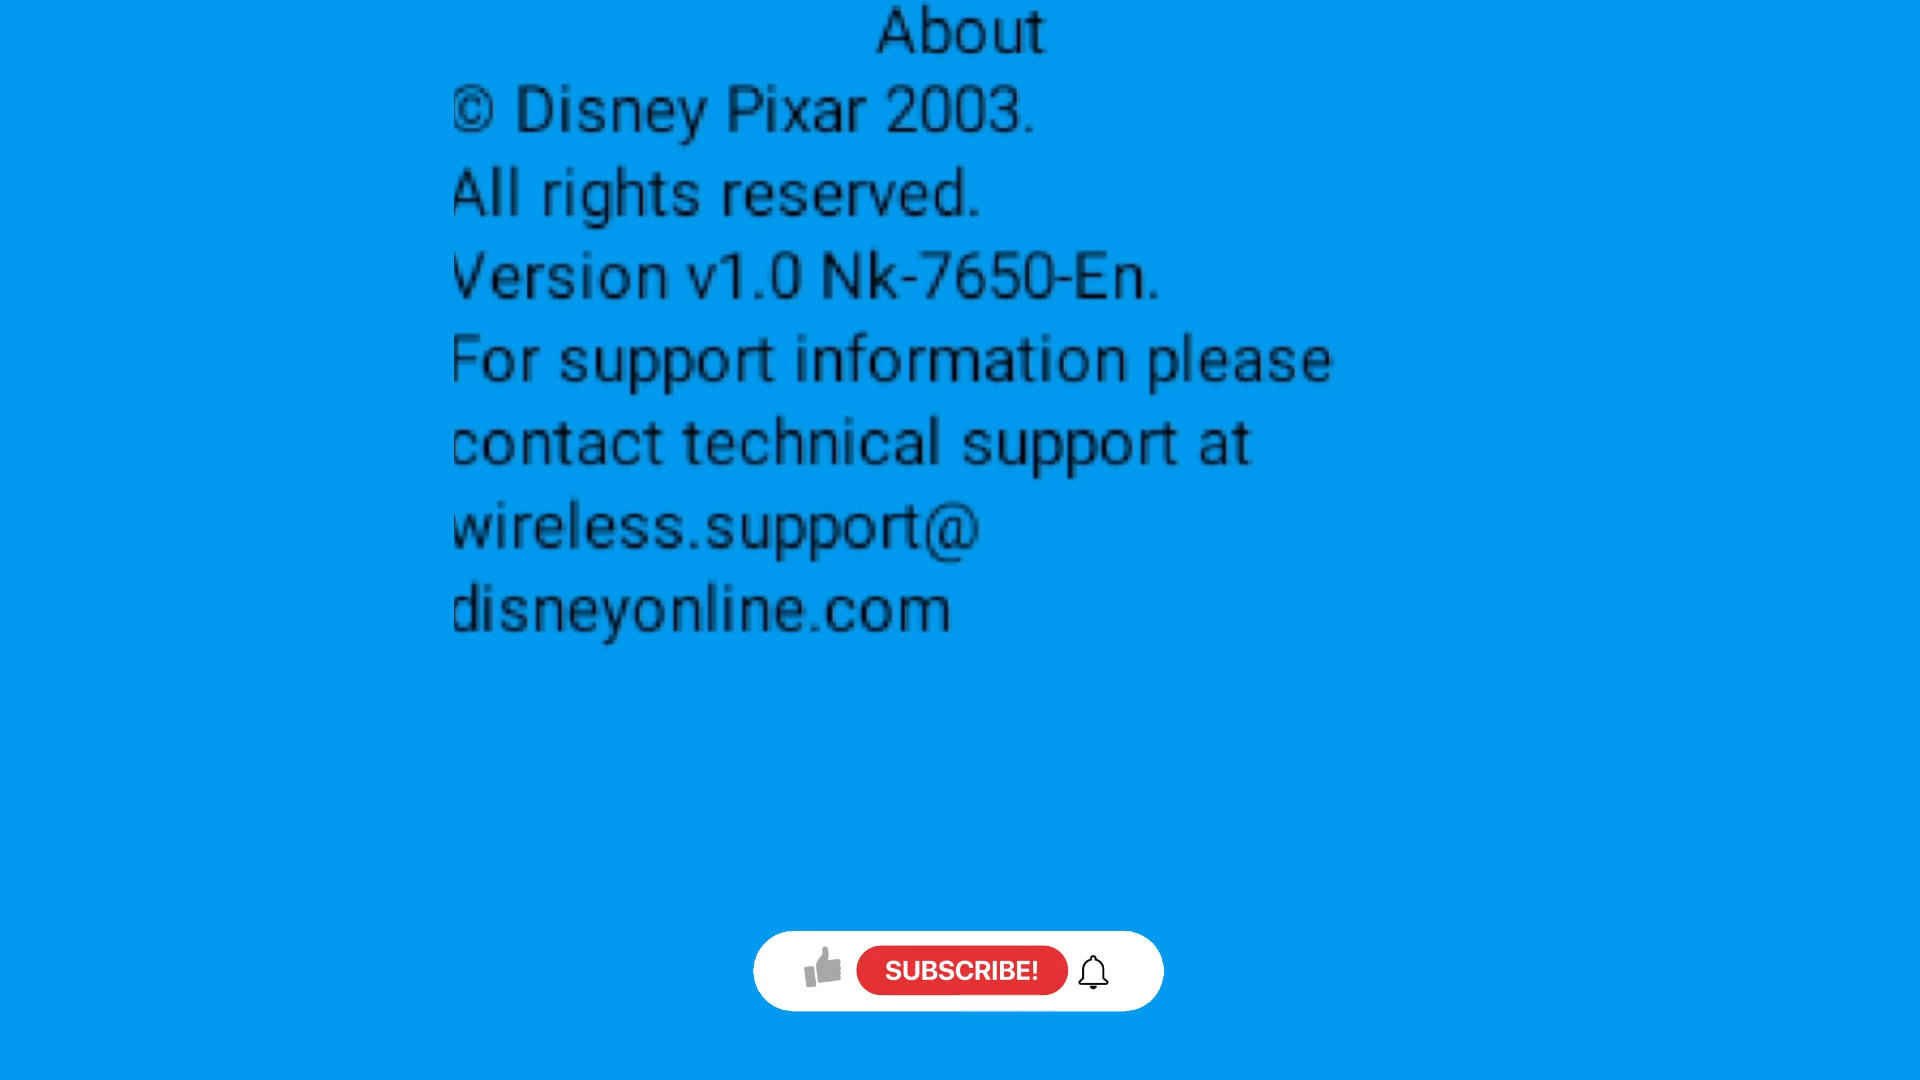 About
© Disney Pixar 2003.
All rights reserved.
Version v1.0 Nk-7650-En.
For support information please
contact technical support at
wireless.support@
disneyonline.com
SUBSCRIBE!